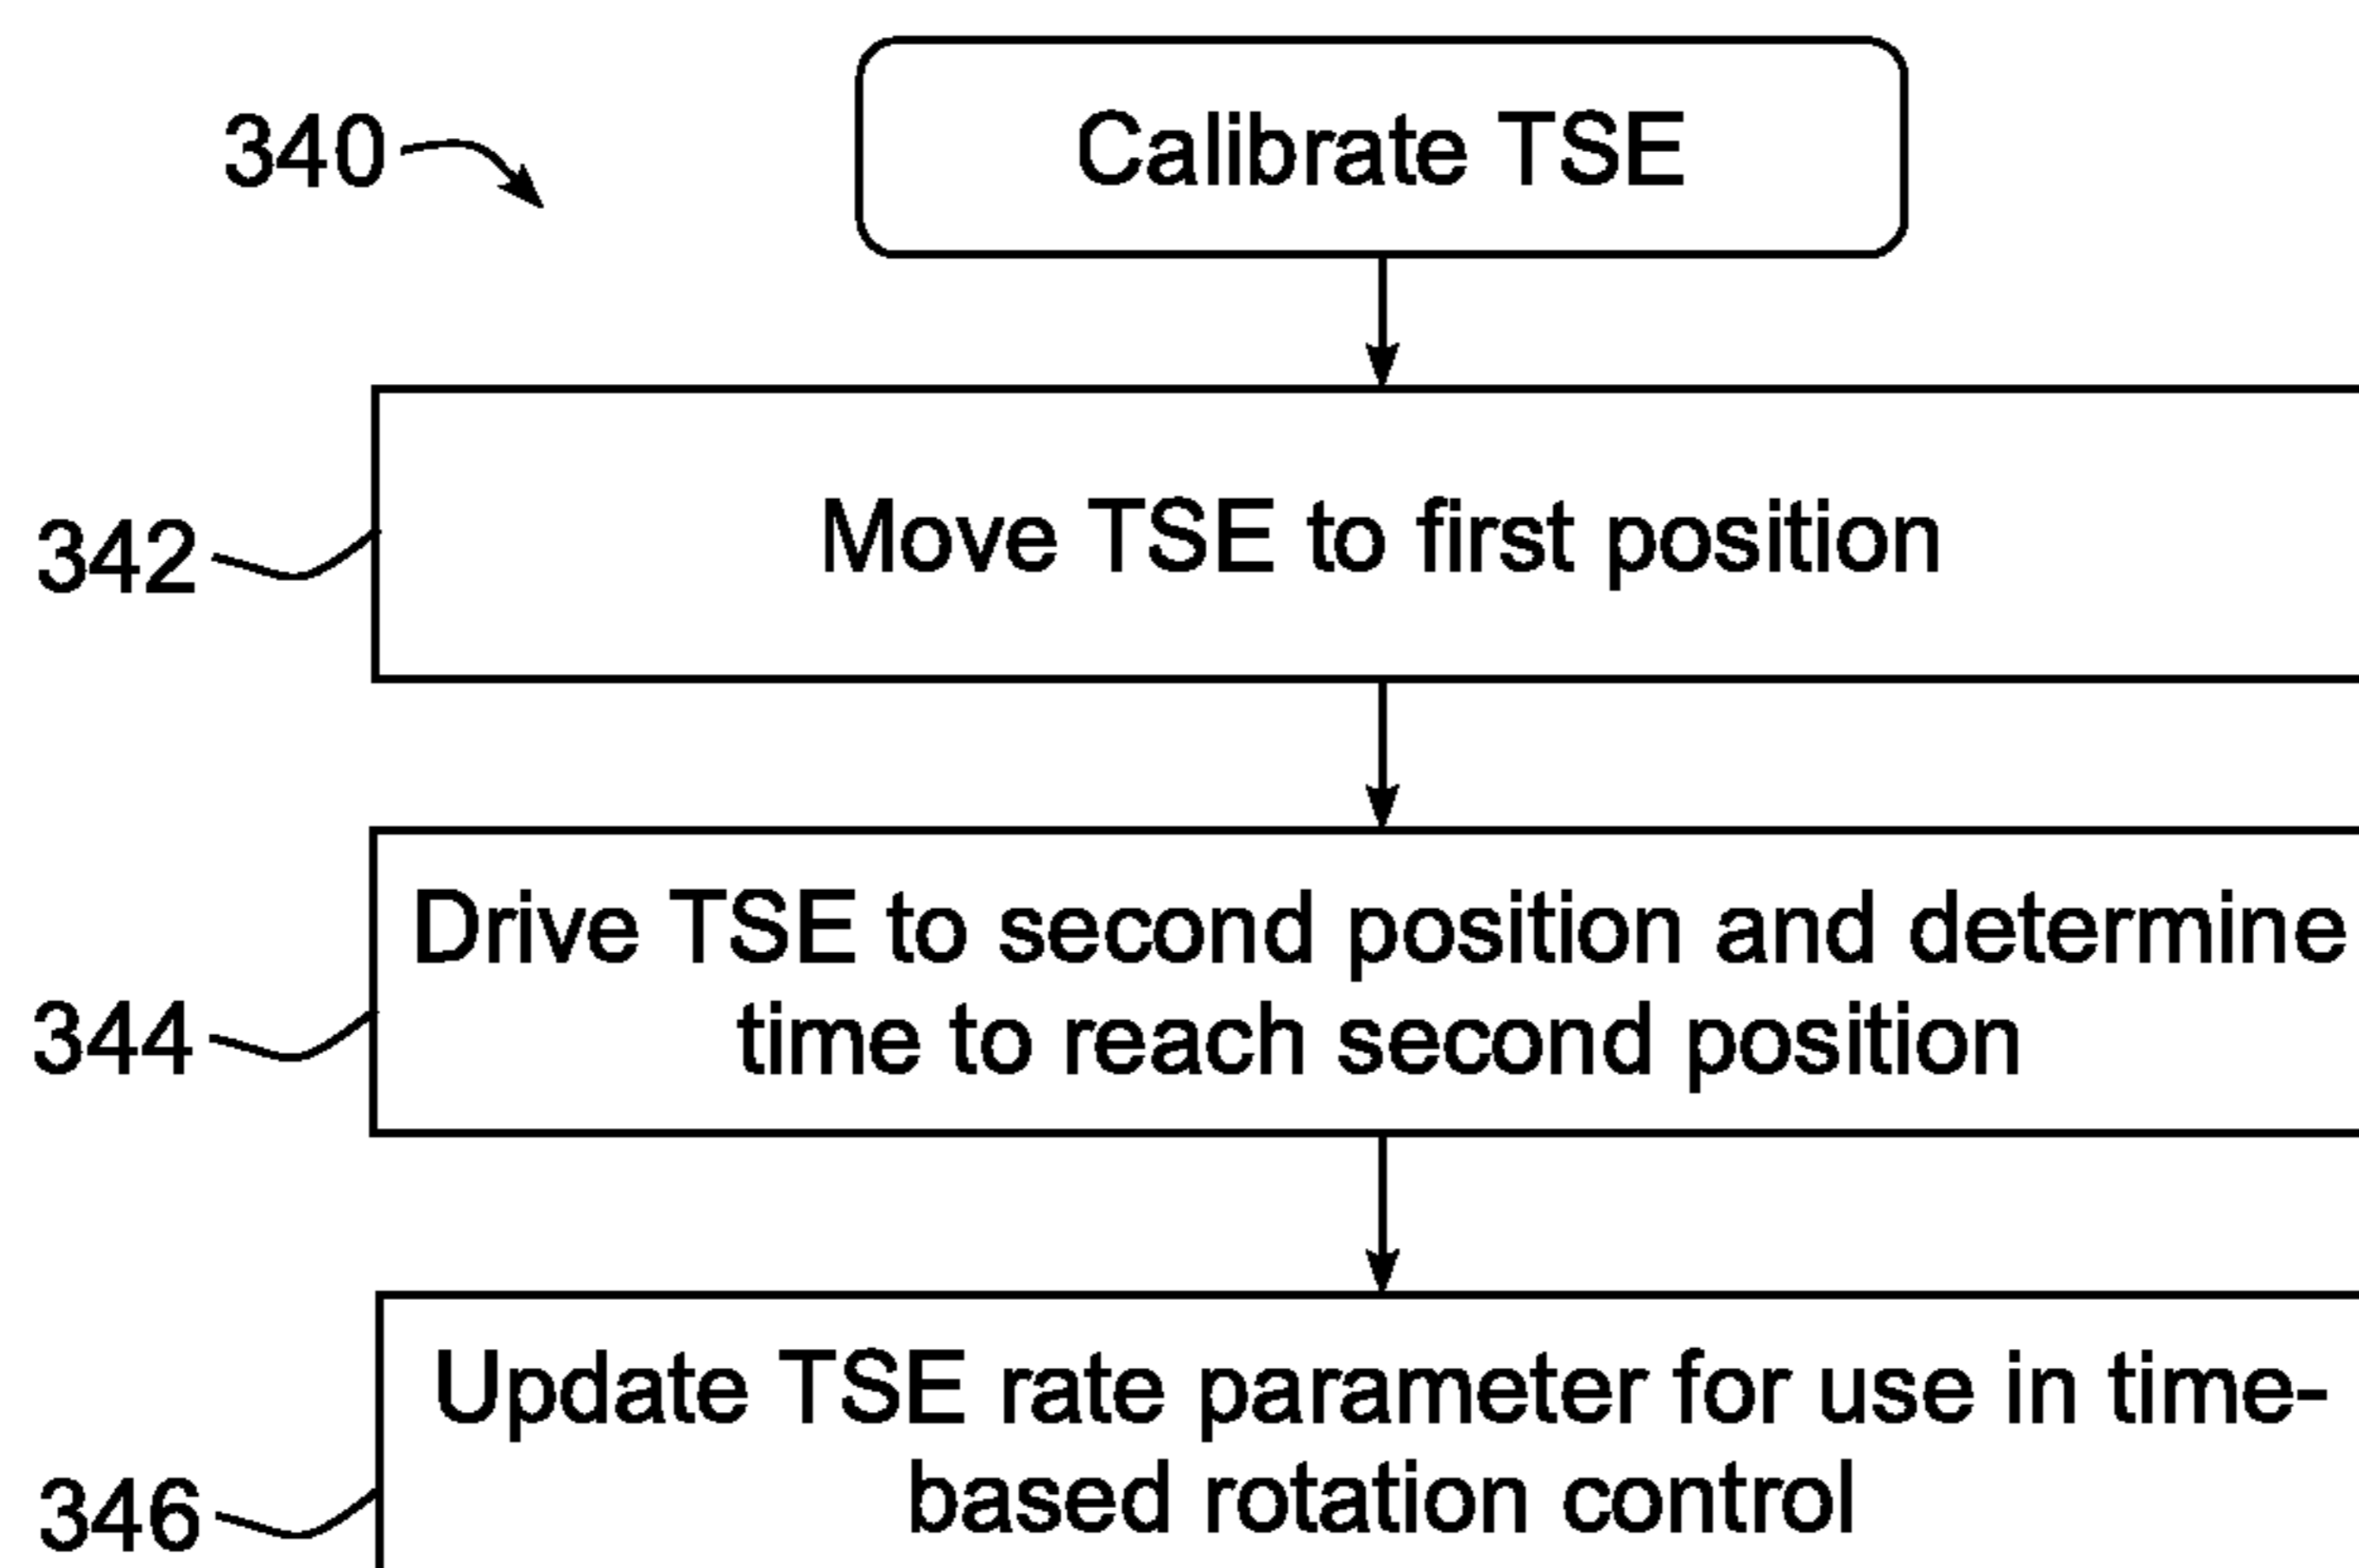 340
Calibrate TSE
342
Move TSE to first position
344
Drive TSE to second position and determine
time to reach second position
346
Update TSE rate parameter for use in time-
based rotation control